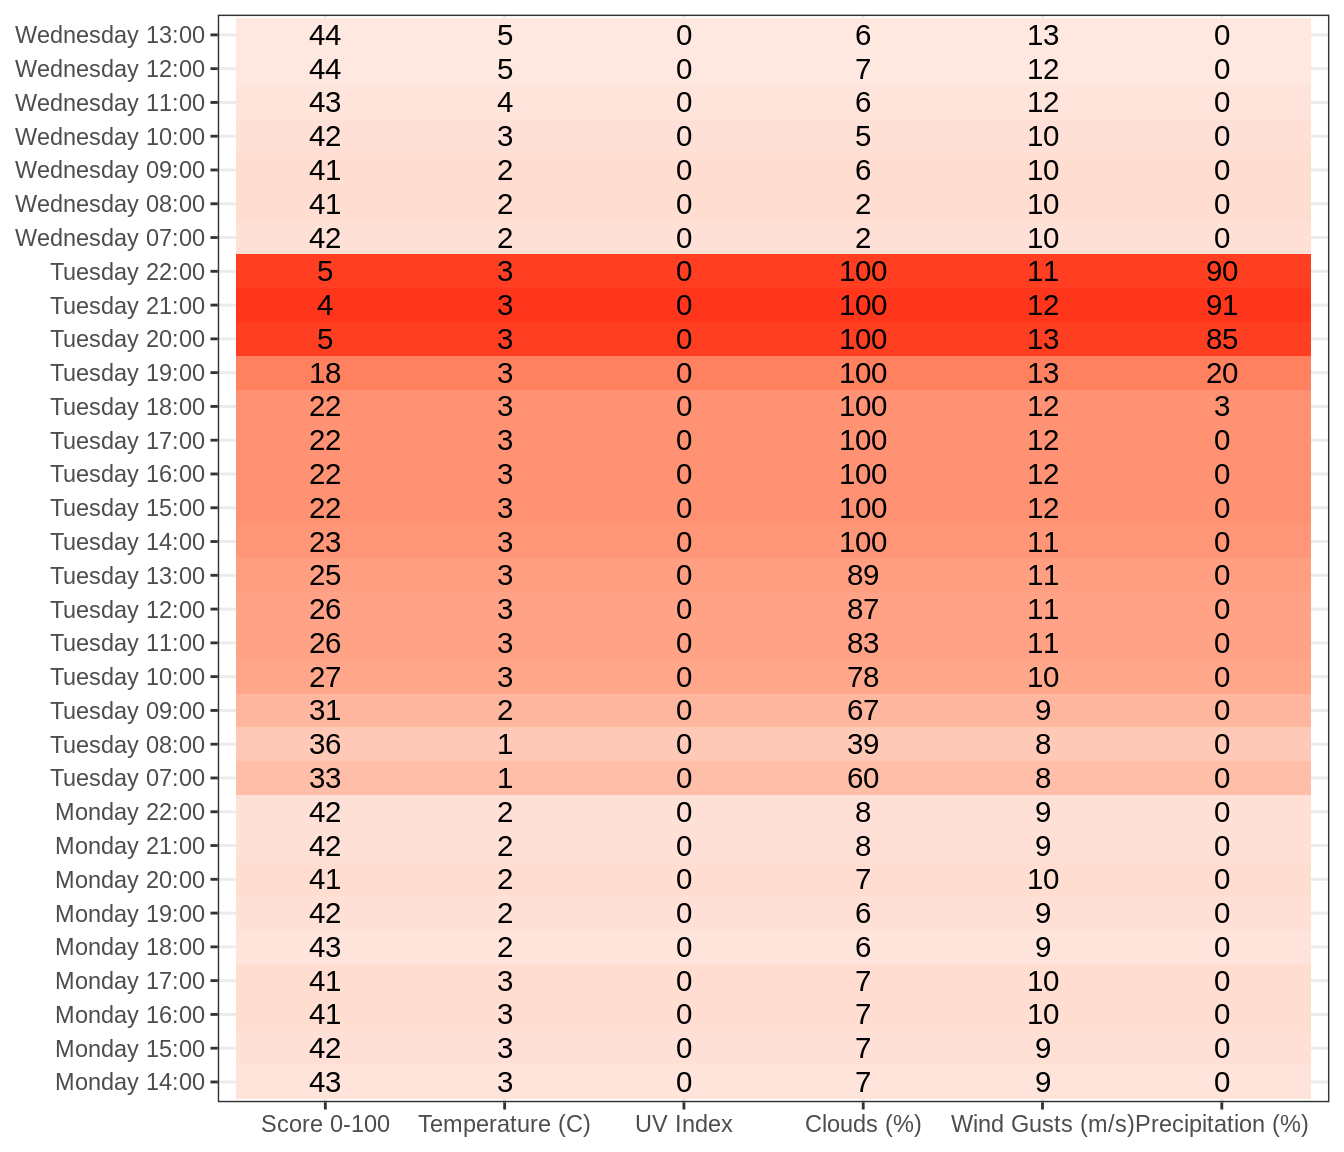 Wednesday 13:00 44 5 0 6 13 0
Wednesday 12:00 44 5 0 7 12 0
Wednesday 11:00 43 4 0 6 12 0
Wednesday 10:00 42 3 0 5 10 0
Wednesday 09:00 41 2 0 6 10 0
Wednesday 08:00 41 2 0 2 10 0
Wednesday 07:00 42 2 0 2 10 0
Tuesday 22:00 5 3 0 100 11 90
Tuesday 21:00 4 3 0 100 12 91
Tuesday 20:00 5 3 0 100 13 85
Tuesday 19:00 18 3 0 100 13 20
Tuesday 18:00 22 3 0 100 12 3
Tuesday 17:00 22 3 0 100 12 0
Tuesday 16:00 22 3 0 100 12 0
Tuesday 15:00 22 3 0 100 12 0
Tuesday 14:00 23 3 0 100 11 0
Tuesday 13:00 25 3 0 89 11 0
Tuesday 12:00 26 3 0 87 11 0
Tuesday 11:00 26 3 0 83 11 0
Tuesday 10:00 27 3 0 78 10 0
Tuesday 09:00 31 2 0 67 9 0
Tuesday 08:00 36 1 0 39 8 0
Tuesday 07:00 33 1 0 60 8 0
Monday 22:00 42 2 0 8 9 0
Monday 21:00 42 2 0 8 9 0
Monday 20:00 41 2 0 7 10 0
Monday 19:00 42 2 0 6 9 0
Monday 18:00 43 2 0 6 9 0
Monday 17:00 41 3 0 7 10 0
Monday 16:00 41 3 0 7 10 0
Monday 15:00 42 3 0 7 9 0
Monday 14:00 43 3 0 7 9 0
Score 0-100 Temperature (C) UV Index Clouds (%) Wind Gusts (m/s) Precipitation (%)